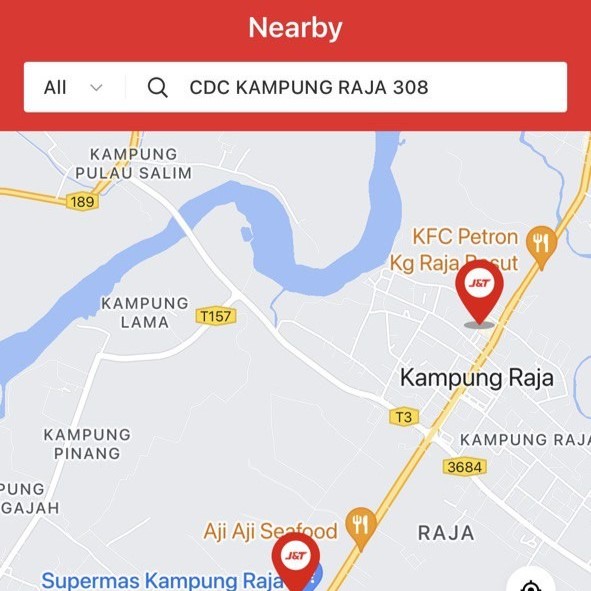 Nearby
All
CDC KAMPUNG RAJA 308
KAMPUNG
PULAU SALIM
189
KFC Petron
Kg Raja
J&T
KAMPUNG
LAMA
T157
Kampung Raja
T3
KAMPUNG
PINANG
KAMPUNG RAJA
3684
PUNG
GAJAH
Aji Aji Seafood
RAJA
J&T
Supermas Kampung Raja